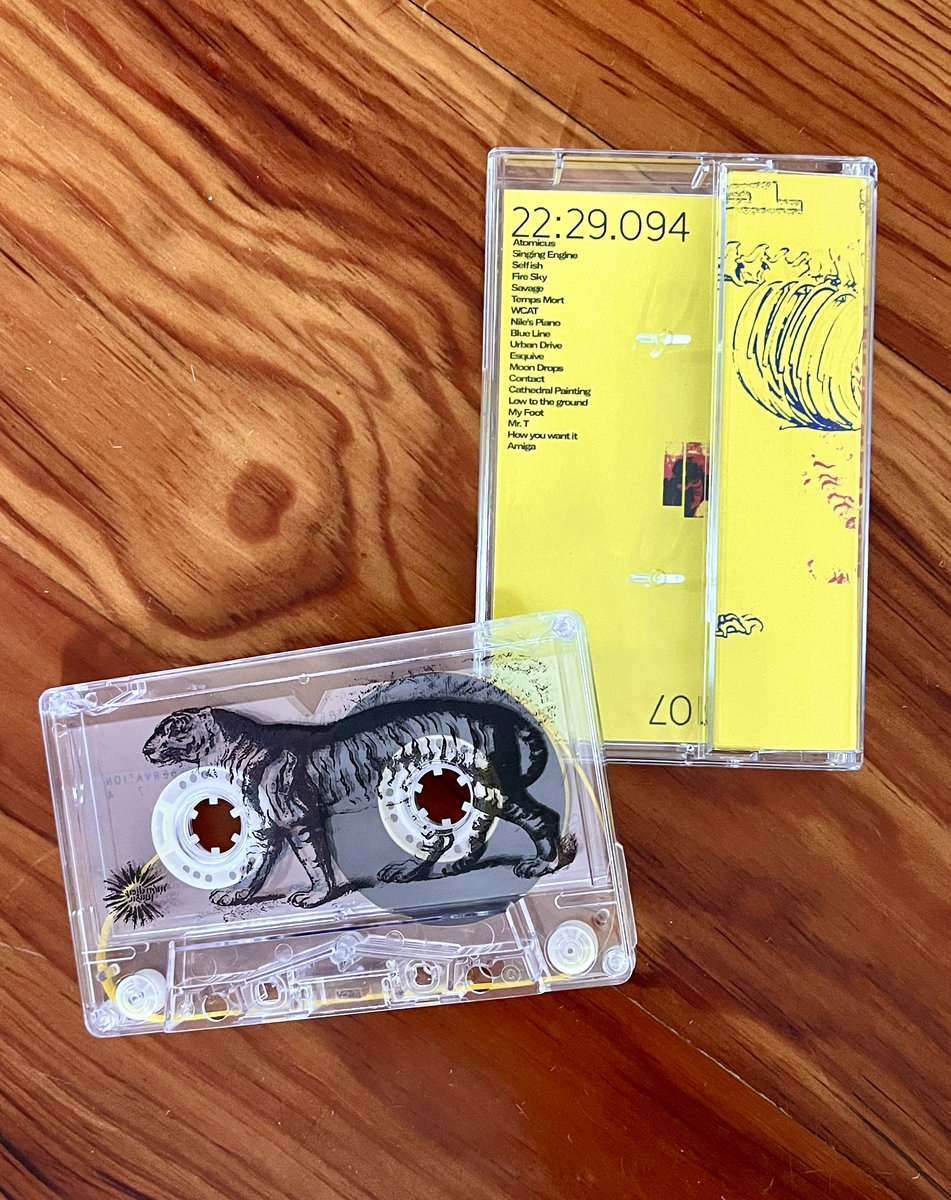 22:29.094
Atomicus
Singing Engine
Selfish
Fire Sky
Savage
Temps Mort
WCAT
Nile's Piano
Blue Line
Urban Drive
Esquive
Moon Drops
Contact
Cathedral Painting
Low to the ground
My Foot
Mr. T
How you want it
Amiga